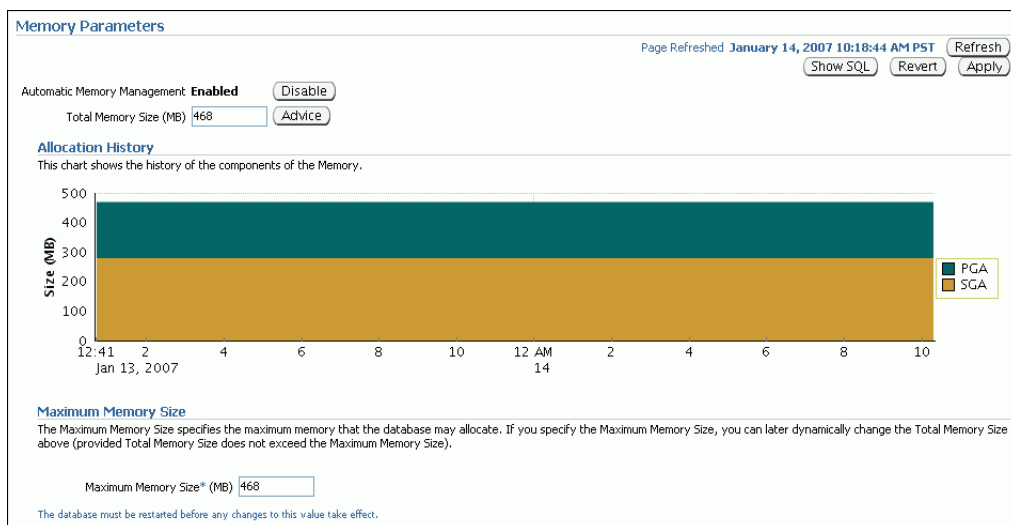 Memory Parameters
Page Refreshed January 14, 2007 10:18:44 AM PST Refresh
Show SQL Revert Apply
Automatic Memory Management Enabled Disable
Total Memory Size (MB) 468 Advice
Allocation History
This chart shows the history of the components of the Memory.
500
400
300
200
100
0
Size (MB)
12:41 2 4 6 8 10 12 AM 2 4 6 8 10
Jan 13, 2007 14
PGA
SGA
Maximum Memory Size
The Maximum Memory Size specifies the maximum memory that the database may allocate. If you specify the Maximum Memory Size, you can later dynamically change the Total Memory Size
above (provided Total Memory Size does not exceed the Maximum Memory Size).
Maximum Memory Size* (MB) 468
The database must be restarted before any changes to this value take effect.